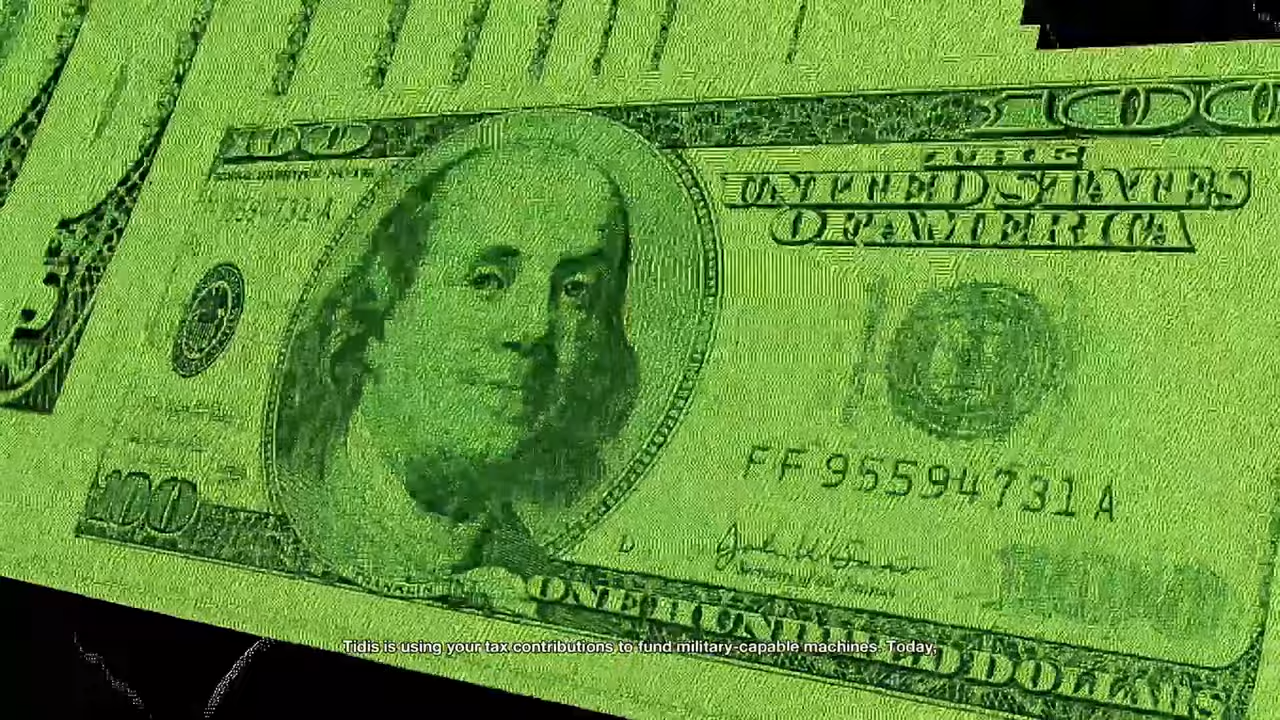 100
100
UNITED STATES
OF AMERICA
FF 95594731 A
100
ONE HUNDRED DOLLARS
Tidis is using your tax contributions to fund military-capable machines. Today,